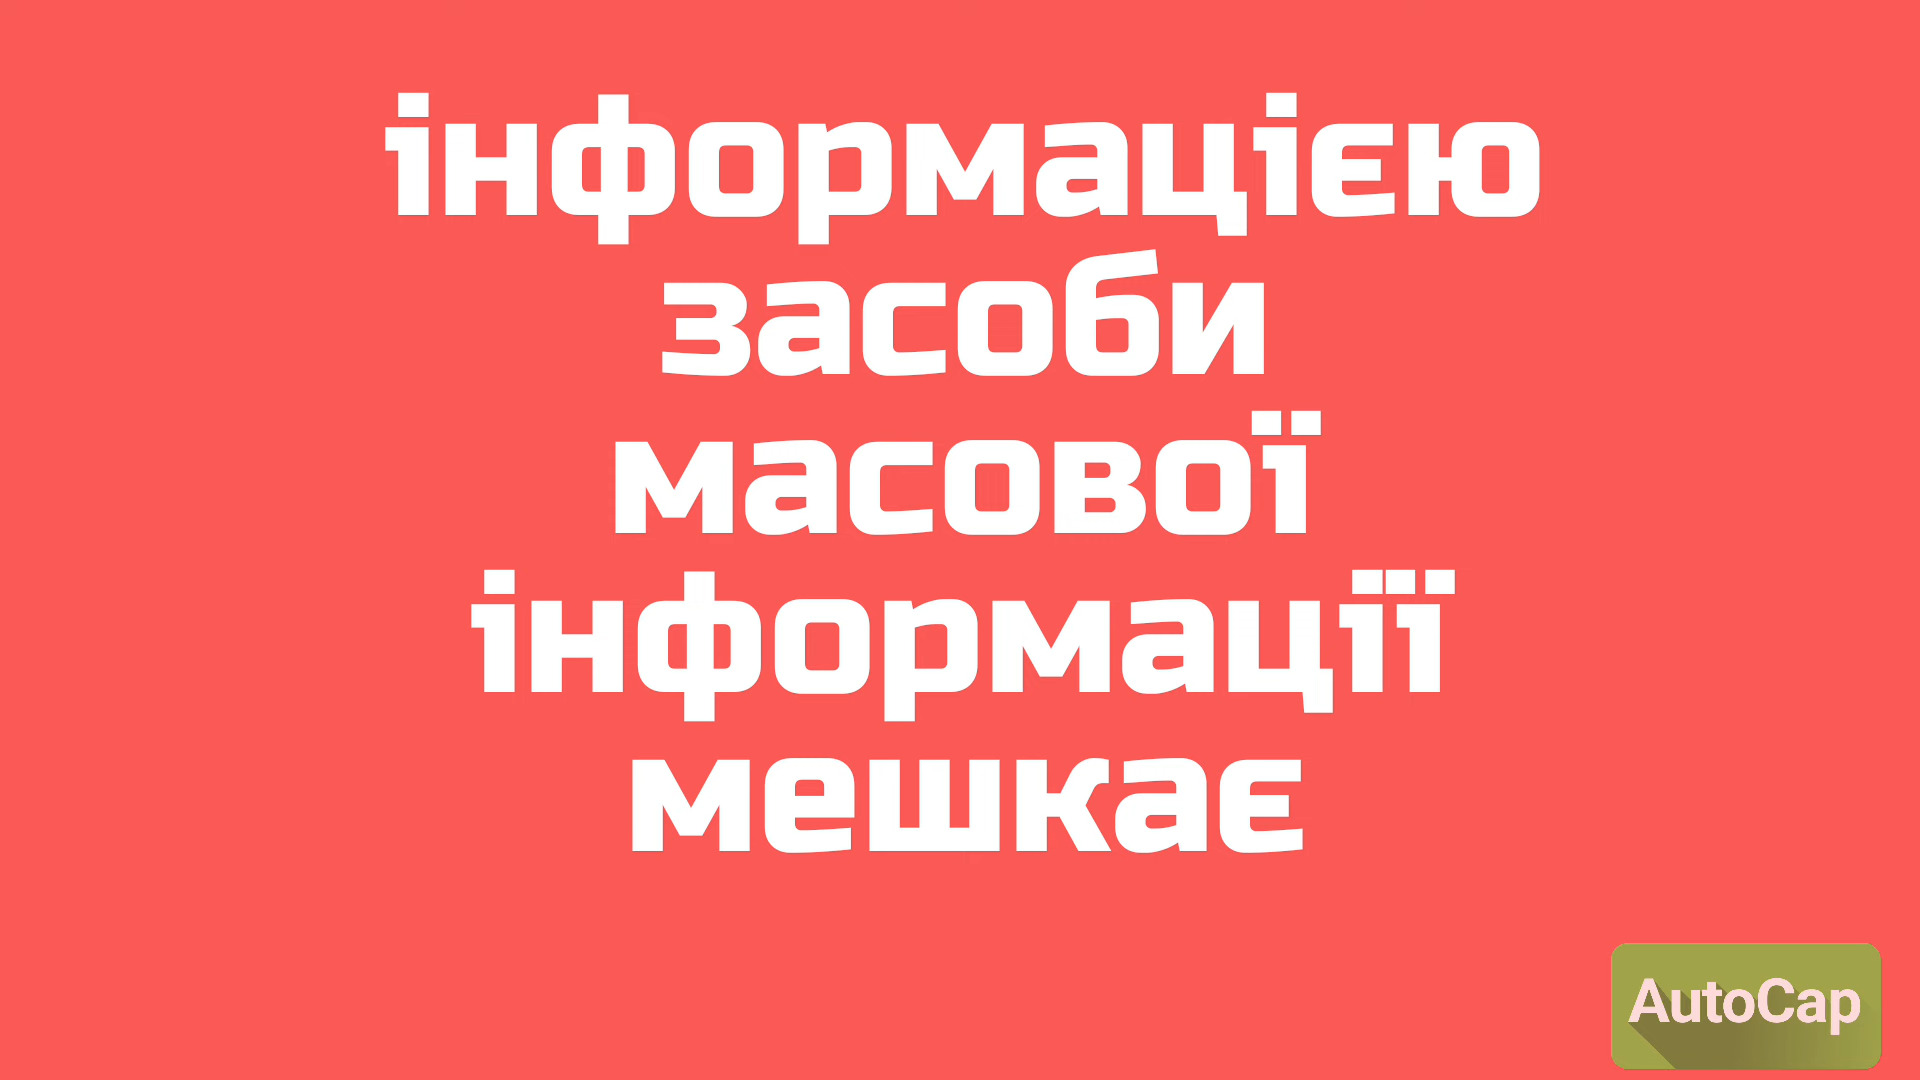 інформацією
засоби
масової
інформації
мешкає
AutoCap